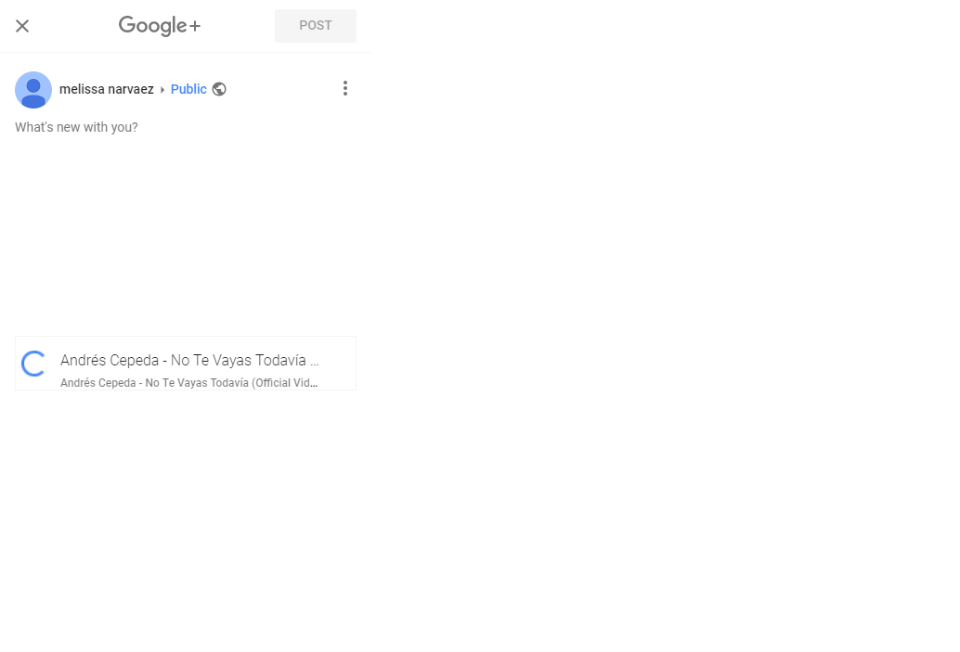 Google+
POST
melissa narvaez Public
What's new with you?
Andrés Cepeda - No Te Vayas Todavía ...
Andrés Cepeda - No Te Vayas Todavía (Official Vid...